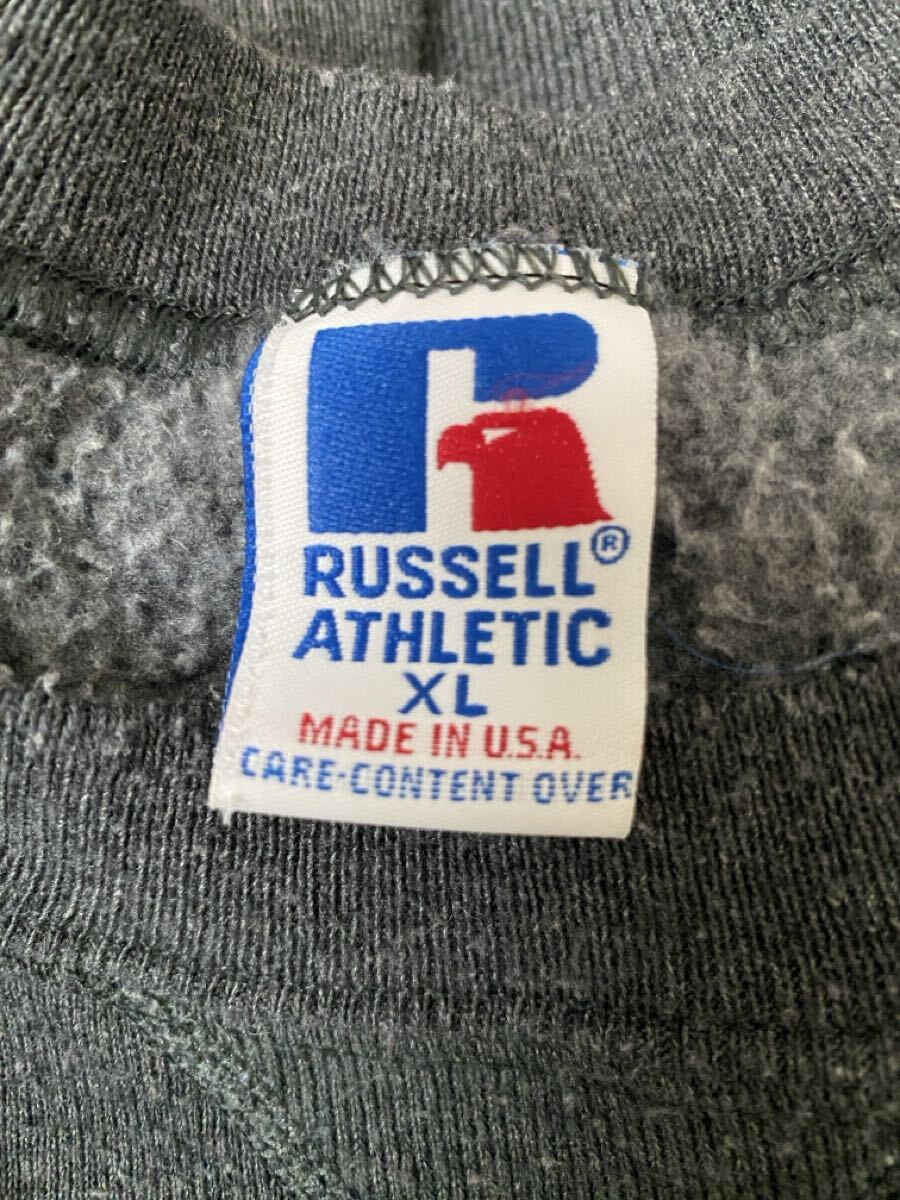 R
RUSSELL®
ATHLETIC
XL
MADE IN U.S.A.
CARE-CONTENT OVER